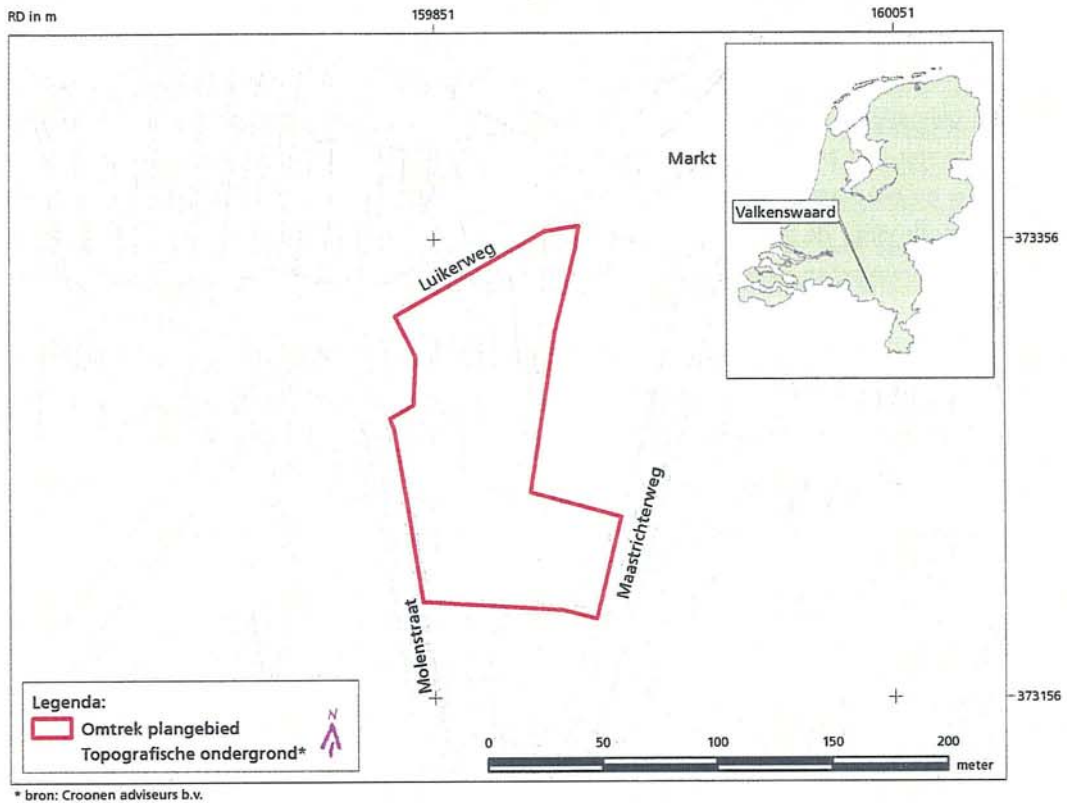 RD in m
159851
160051
Markt
Valkenswaard
373356
Luikerweg
Maastrichterweg
Molenstraat
373156
Legenda:
Omtrek plangebied
Topografische ondergrond*
N
0 50 100 150 200
meter
* bron: Croonen adviseurs b.v.